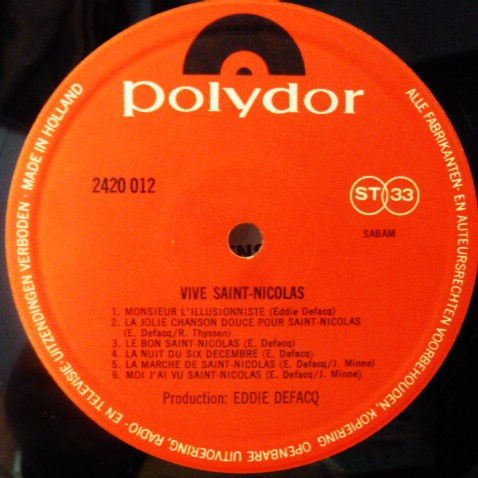 polydor
2420 012
ST 33
SABAM
VIVE SAINT-NICOLAS
1. MONSIEUR L'ILLUSIONNISTE (Eddie Defacq)
2. LA JOLIE CHANSON DOUCE POUR SAINT-NICOLAS
(E. Defacq/R. Thyssen)
3. LE BON SAINT-NICOLAS (E. Defacq)
4. LA NUIT DU SIX DECEMBRE (E. Defacq)
5. LA MARCHE DE SAINT-NICOLAS (E. Defacq/J. Minne)
6. MOI J'AI VU SAINT-NICOLAS (E. Defacq/J. Minne)
Production: EDDIE DEFACQ
ALLE FABRIKANTEN- EN AUTEURSRECHTEN VOORBEHOUDEN, KOPIERING, OPENBARE UITVOERING, RADIO- EN TELEVISIE-UITZENDINGEN VERBODEN · MADE IN HOLLAND